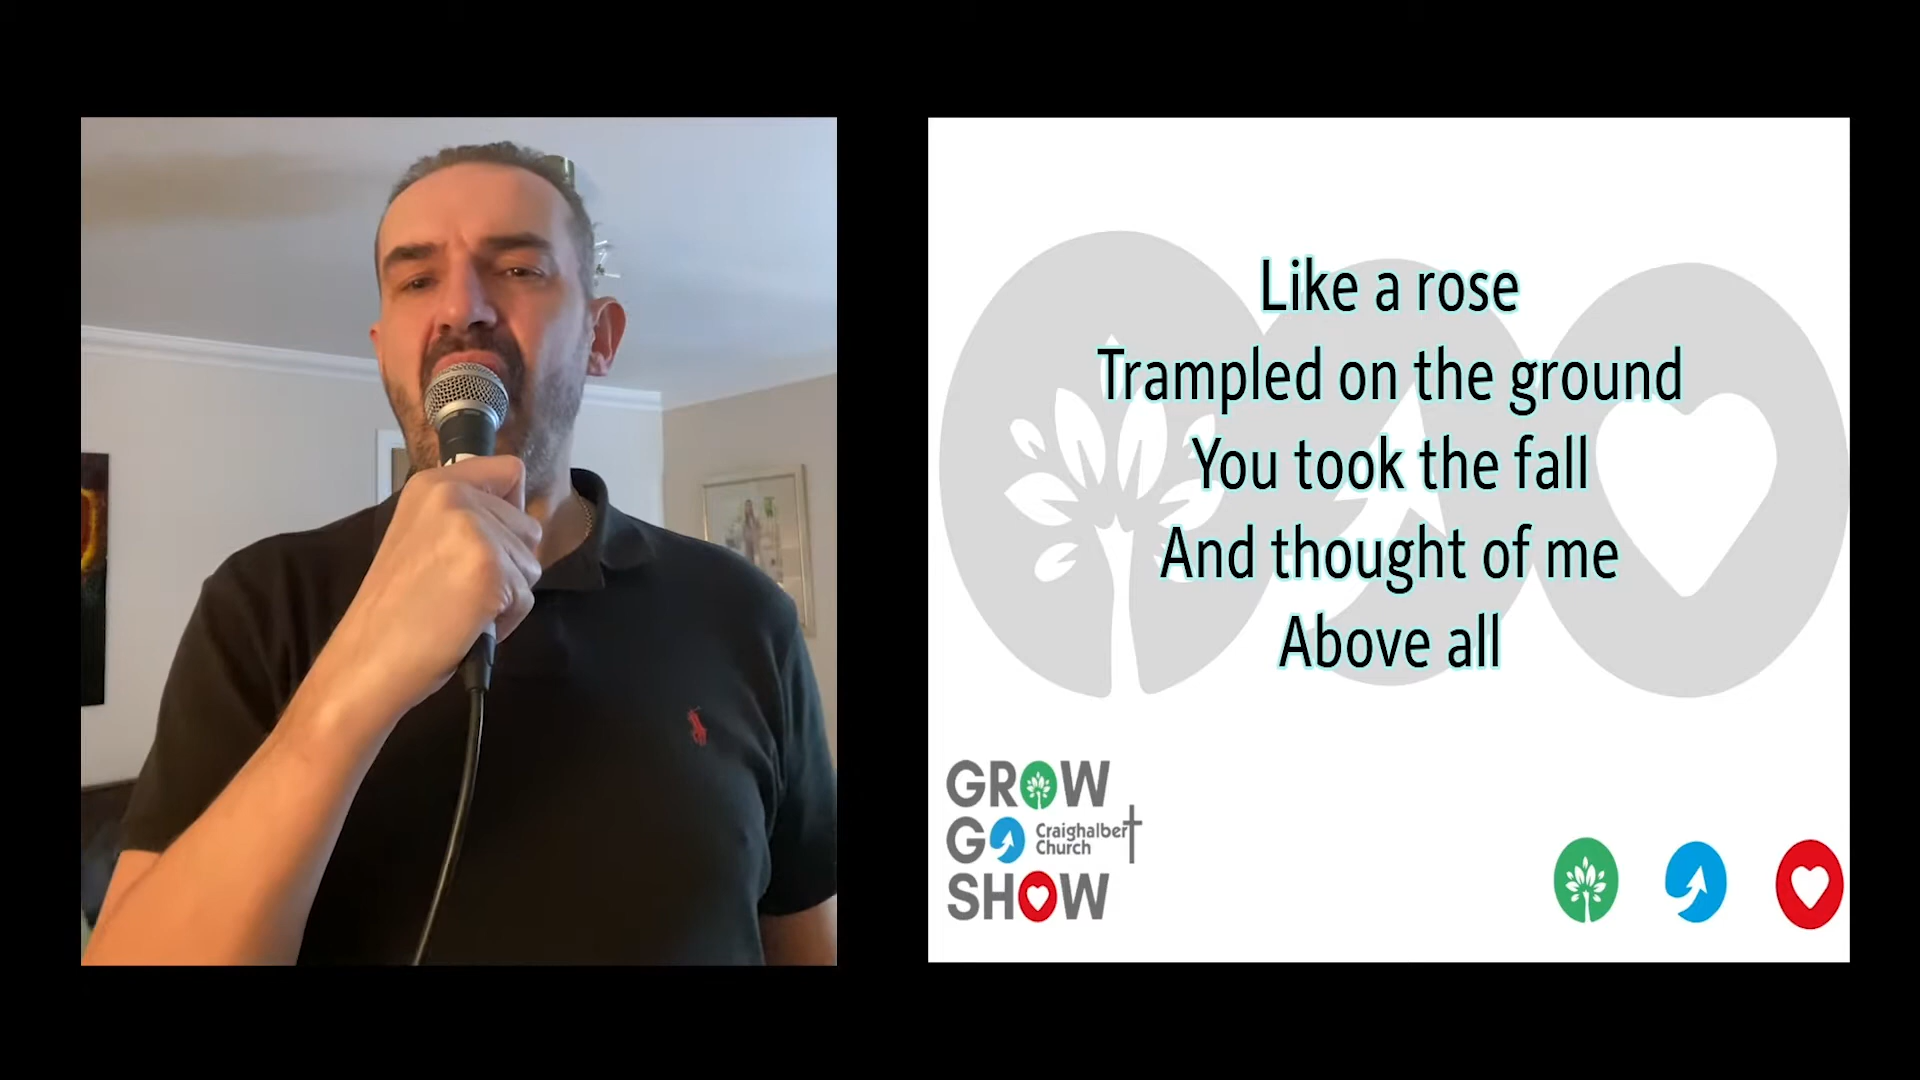 Like a rose
Trampled on the ground
You took the fall
And thought of me
Above all
GROW
GO
Craighalbert
Church
SHOW